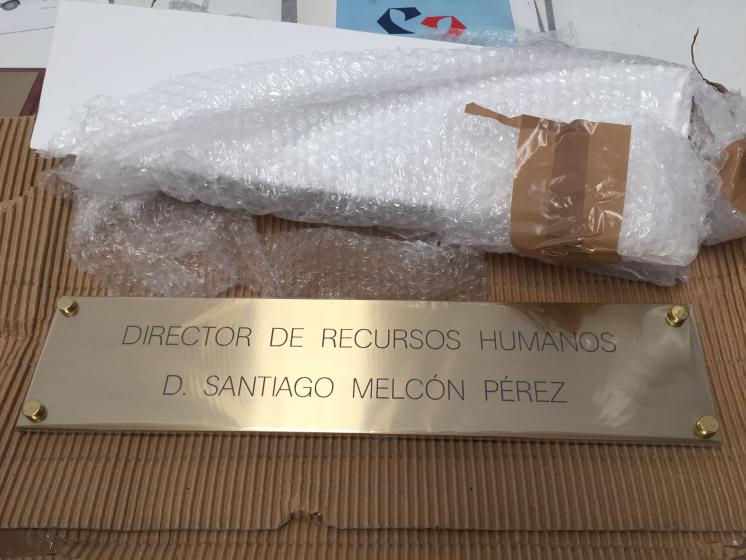 DIRECTOR DE RECURSOS HUMANOS
D. SANTIAGO MELCÓN PÉREZ